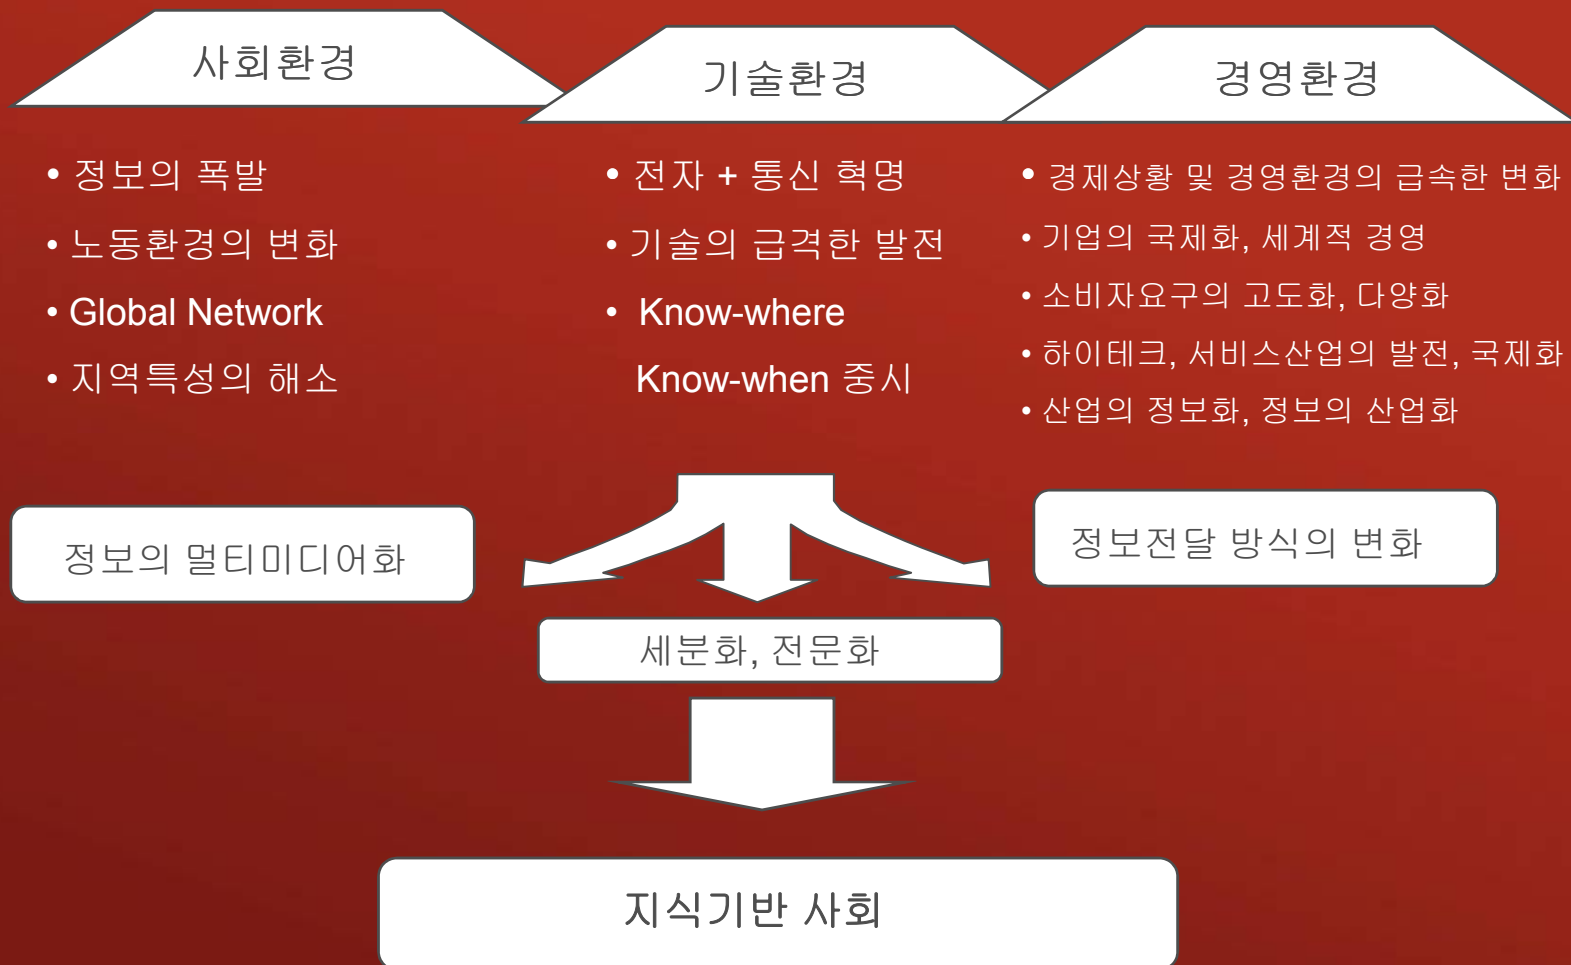 사회환경
기술환경
경영환경
• 정보의 폭발
• 노동환경의 변화
• Global Network
• 지역특성의 해소
• 전자 + 통신 혁명
• 기술의 급격한 발전
• Know-where
Know-when 중시
• 경제상황 및 경영환경의 급속한 변화
• 기업의 국제화, 세계적 경영
• 소비자요구의 고도화, 다양화
• 하이테크, 서비스산업의 발전, 국제화
• 산업의 정보화, 정보의 산업화
정보의 멀티미디어화
정보전달 방식의 변화
세분화, 전문화
지식기반 사회